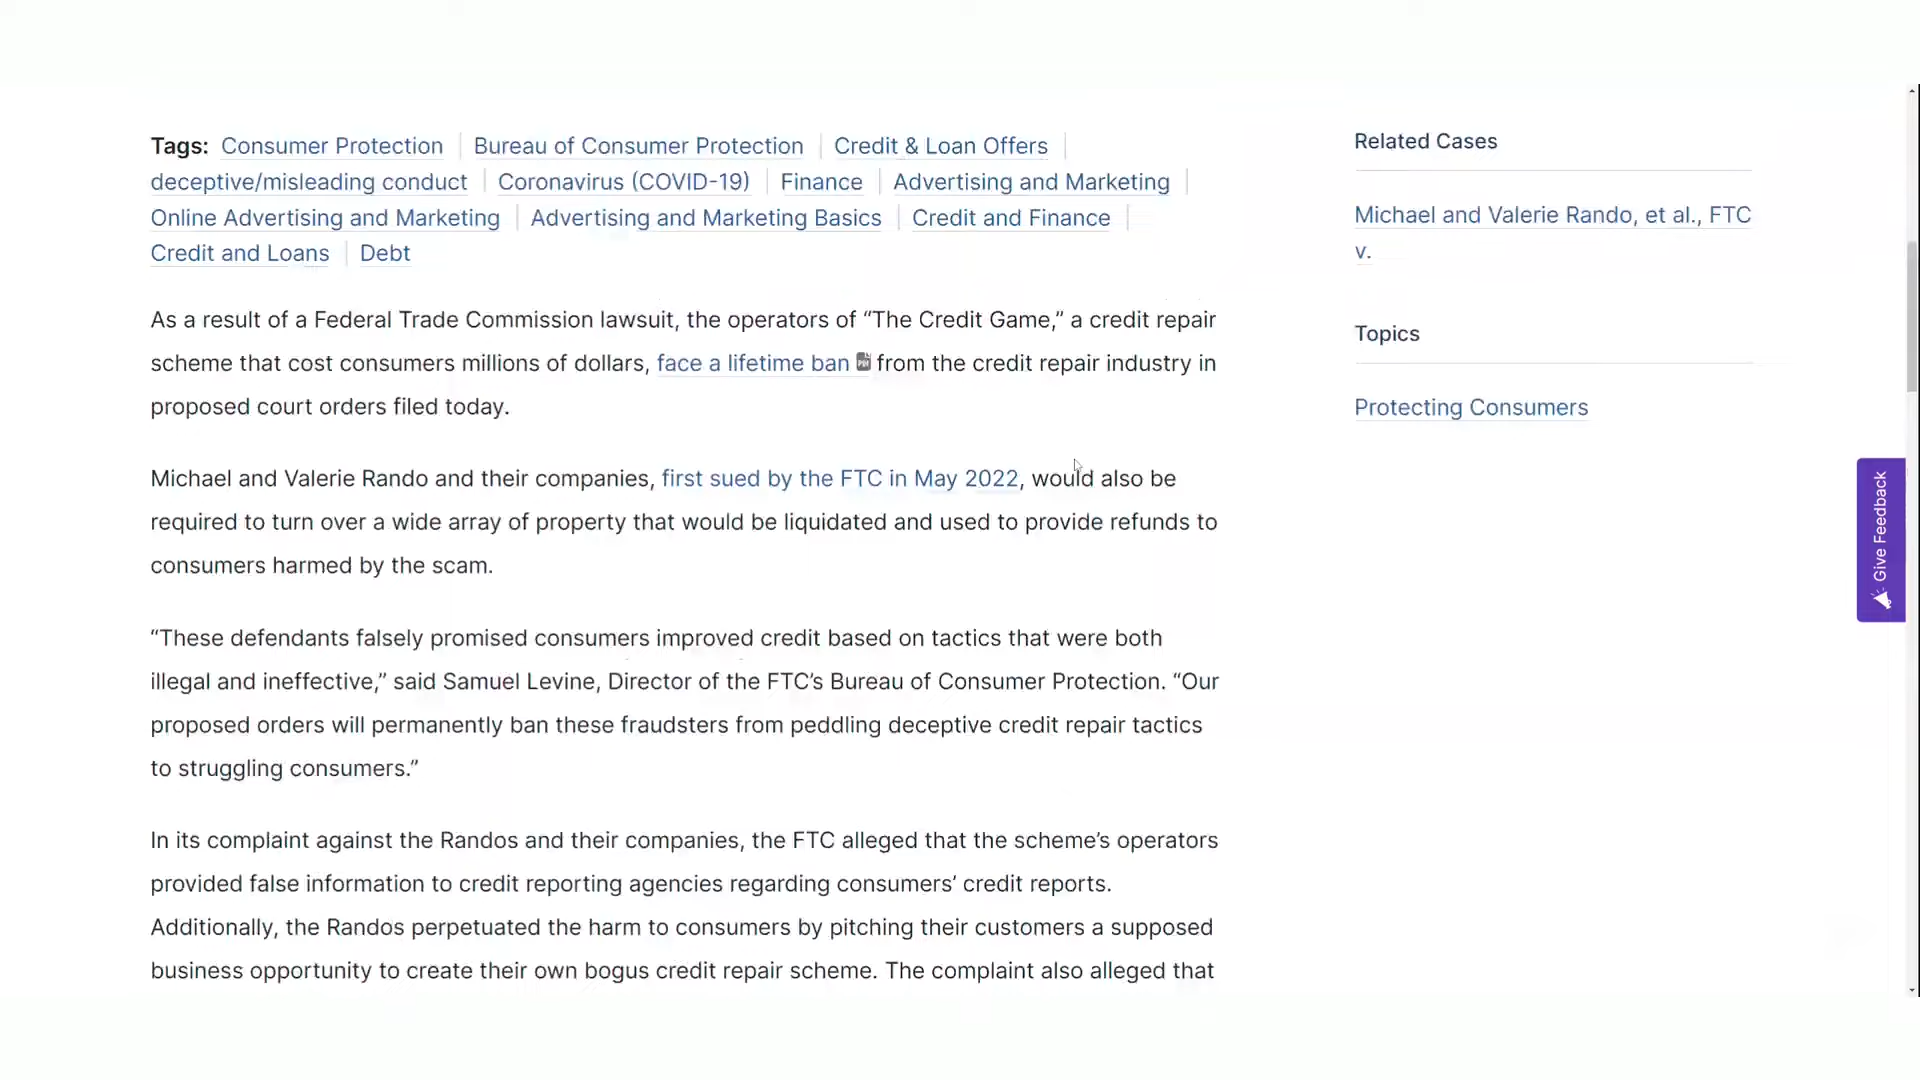 Tags: Consumer Protection | Bureau of Consumer Protection | Credit & Loan Offers |
deceptive/misleading conduct | Coronavirus (COVID-19) | Finance | Advertising and Marketing |
Online Advertising and Marketing | Advertising and Marketing Basics | Credit and Finance |
Credit and Loans | Debt
As a result of a Federal Trade Commission lawsuit, the operators of “The Credit Game,” a credit repair
scheme that cost consumers millions of dollars, face a lifetime ban from the credit repair industry in
proposed court orders filed today.
Michael and Valerie Rando and their companies, first sued by the FTC in May 2022, would also be
required to turn over a wide array of property that would be liquidated and used to provide refunds to
consumers harmed by the scam.
“These defendants falsely promised consumers improved credit based on tactics that were both
illegal and ineffective,” said Samuel Levine, Director of the FTC’s Bureau of Consumer Protection. “Our
proposed orders will permanently ban these fraudsters from peddling deceptive credit repair tactics
to struggling consumers.”
In its complaint against the Randos and their companies, the FTC alleged that the scheme’s operators
provided false information to credit reporting agencies regarding consumers’ credit reports.
Additionally, the Randos perpetuated the harm to consumers by pitching their customers a supposed
business opportunity to create their own bogus credit repair scheme. The complaint also alleged that
Related Cases
Michael and Valerie Rando, et al., FTC
v.
Topics
Protecting Consumers
Give Feedback